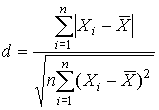 $$d = \frac{\sum_{i=1}^{n} |X_i - \overline{X}|}{\sqrt{n \sum_{i=1}^{n} (X_i - \overline{X})^2}}$$